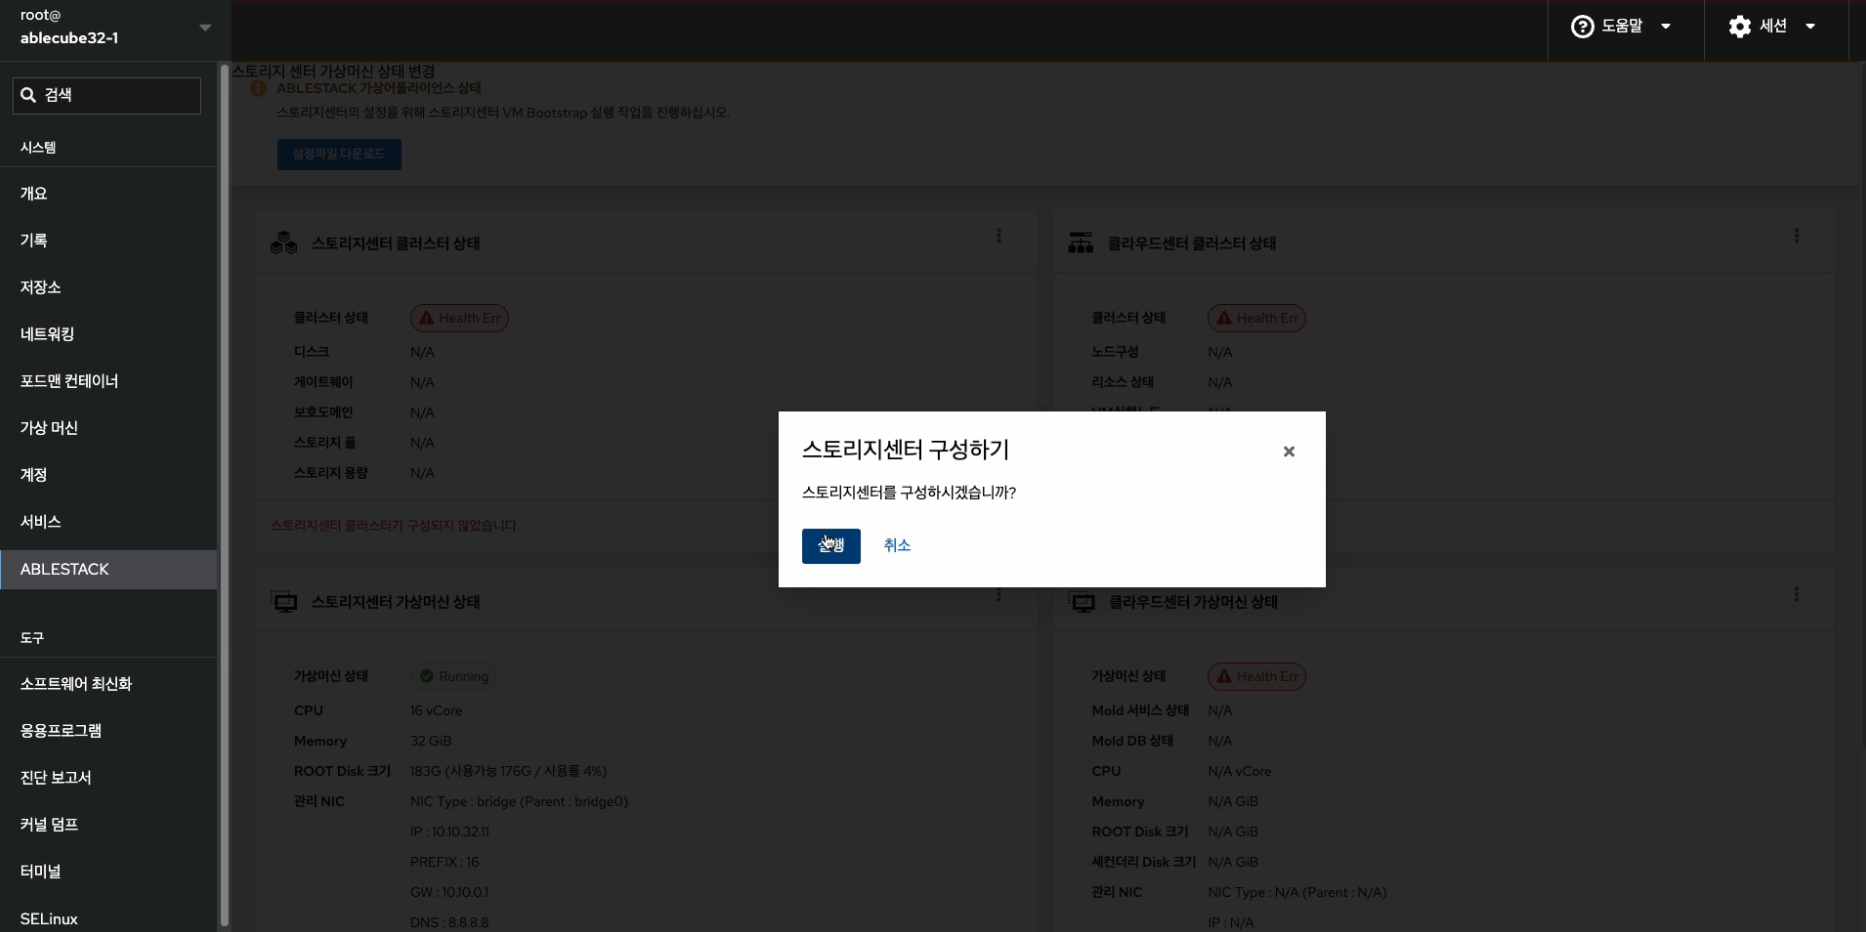 root@
ablecube32-1
도움말
세션
검색
시스템
개요
기록
저장소
네트워킹
포드맨 컨테이너
가상 머신
계정
서비스
ABLESTACK
도구
소프트웨어 최신화
응용프로그램
진단 보고서
커널 덤프
터미널
SELinux
스토리지 센터 가상머신 상태 변경
ABLESTACK 가상어플라이언스 상태
스토리지센터의 설정을 위해 스토리지센터 VM Bootstrap 실행 작업을 진행하십시오.
설정파일 다운로드
스토리지센터 클러스터 상태
클러스터 상태 Health Err
디스크 N/A
게이트웨이 N/A
보호도메인 N/A
스토리지 풀 N/A
스토리지 용량 N/A
스토리지센터 클러스터가 구성되지 않았습니다.
클라우드센터 클러스터 상태
클러스터 상태 Health Err
노드구성 N/A
리소스 상태 N/A
스토리지센터 구성하기
스토리지센터를 구성하시겠습니까?
취소
스토리지센터 가상머신 상태
가상머신 상태 Running
CPU 16 vCore
Memory 32 GiB
ROOT Disk 크기 183G (사용가능 176G / 사용률 4%)
관리 NIC NIC Type : bridge (Parent : bridge0)
IP : 10.10.32.11
PREFIX : 16
GW : 10.10.0.1
DNS : 8.8.8.8
클라우드센터 가상머신 상태
가상머신 상태 Health Err
Mold 서비스 상태 N/A
Mold DB 상태 N/A
CPU N/A vCore
Memory N/A GiB
ROOT Disk 크기 N/A GiB
세컨더리 Disk 크기 N/A GiB
관리 NIC NIC Type : N/A (Parent : N/A)
IP : N/A